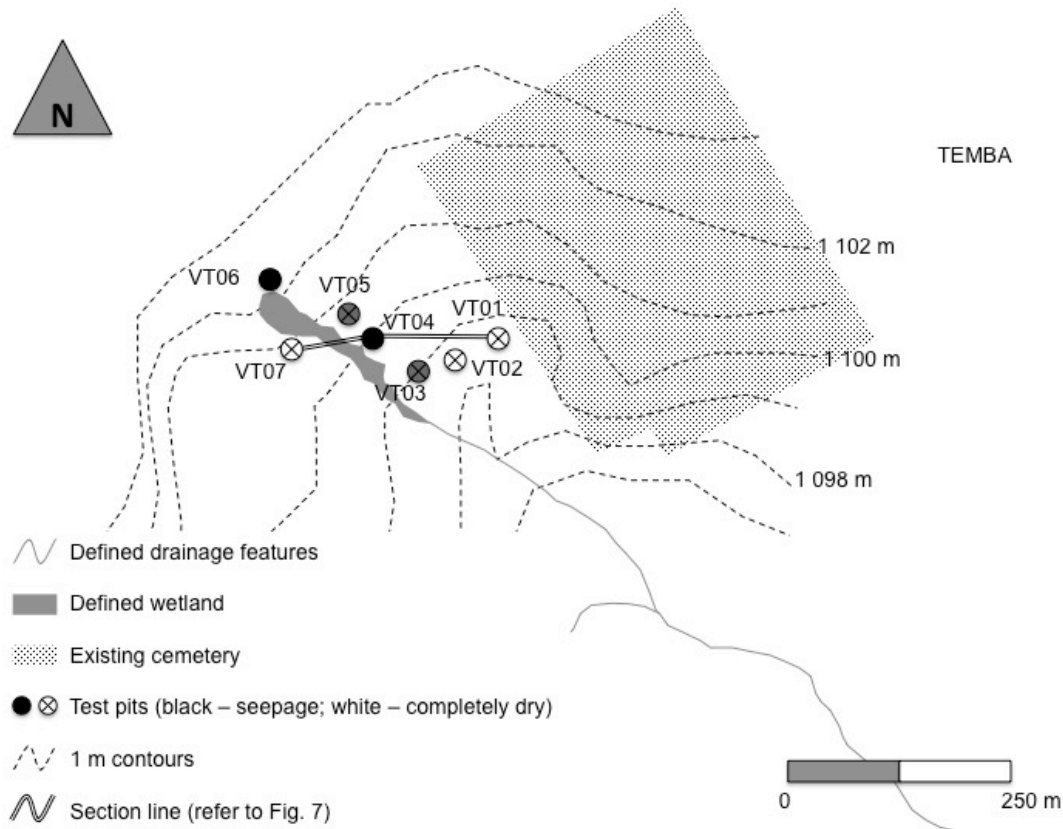 N
TEMBA
1 102 m
VT06
VT05
VT01
VT04
1 100 m
VT07
VT02
VT03
1 098 m
Defined drainage features
Defined wetland
Existing cemetery
Test pits (black – seepage; white – completely dry)
1 m contours
Section line (refer to Fig. 7)
0 250 m